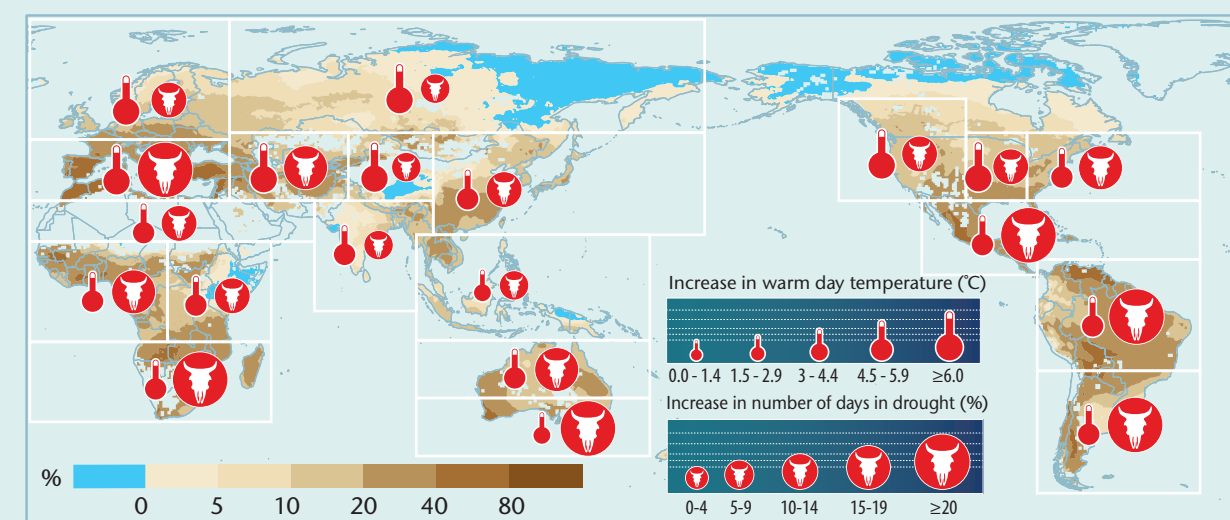 Increase in warm day temperature (°C)
0.0 - 1.4 1.5 - 2.9 3 - 4.4 4.5 - 5.9 ≥6.0
Increase in number of days in drought (%)
0-4 5-9 10-14 15-19 ≥20
%
0 5 10 20 40 80